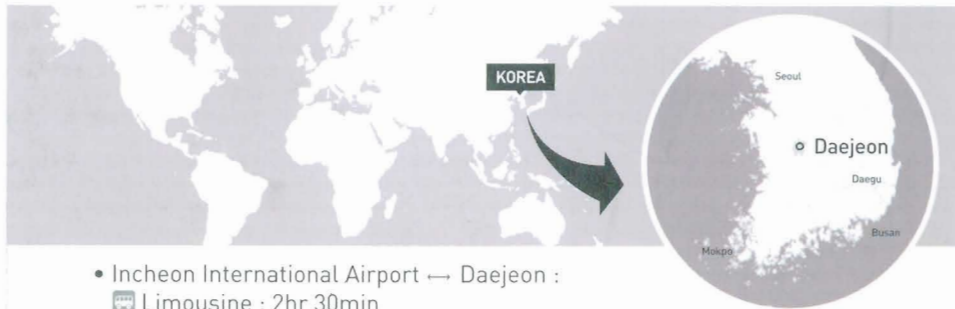 KOREA
Seoul
Daejeon
Daegu
Busan
Mokpo
• Incheon International Airport ↔ Daejeon :
Limousine : 2hr 30min